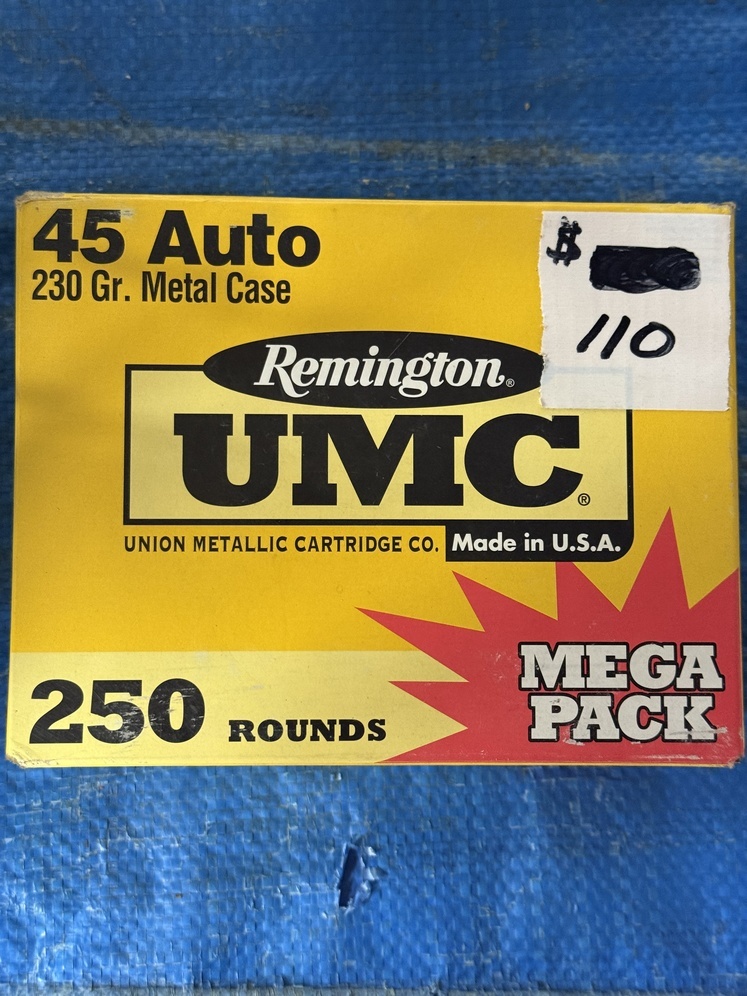 45 Auto
230 Gr. Metal Case
$
110
Remington®
UMC®
UNION METALLIC CARTRIDGE CO. Made in U.S.A.
MEGA
PACK
250 ROUNDS